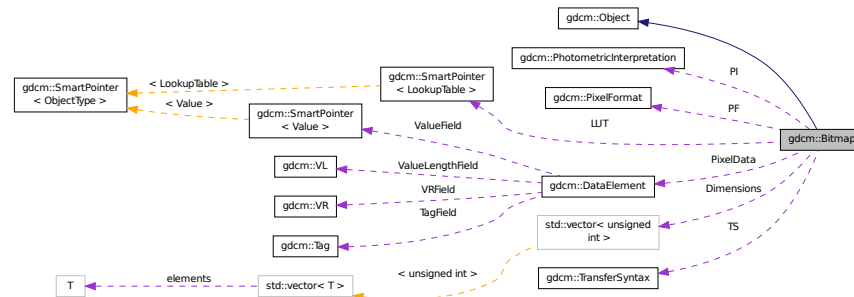 gdcm::Object
gdcm::PhotometricInterpretation
gdcm::SmartPointer
< LookupTable >
gdcm::SmartPointer
< ObjectType >
< LookupTable >
< Value >
gdcm::SmartPointer
< Value >
gdcm::PixelFormat
PI
PF
LUT
gdcm::Bitmap
ValueField
PixelData
gdcm::VL
ValueLengthField
gdcm::DataElement
Dimensions
VRField
gdcm::VR
TagField
TS
gdcm::Tag
std::vector< unsigned
int >
elements
< unsigned int >
T
std::vector< T >
gdcm::TransferSyntax